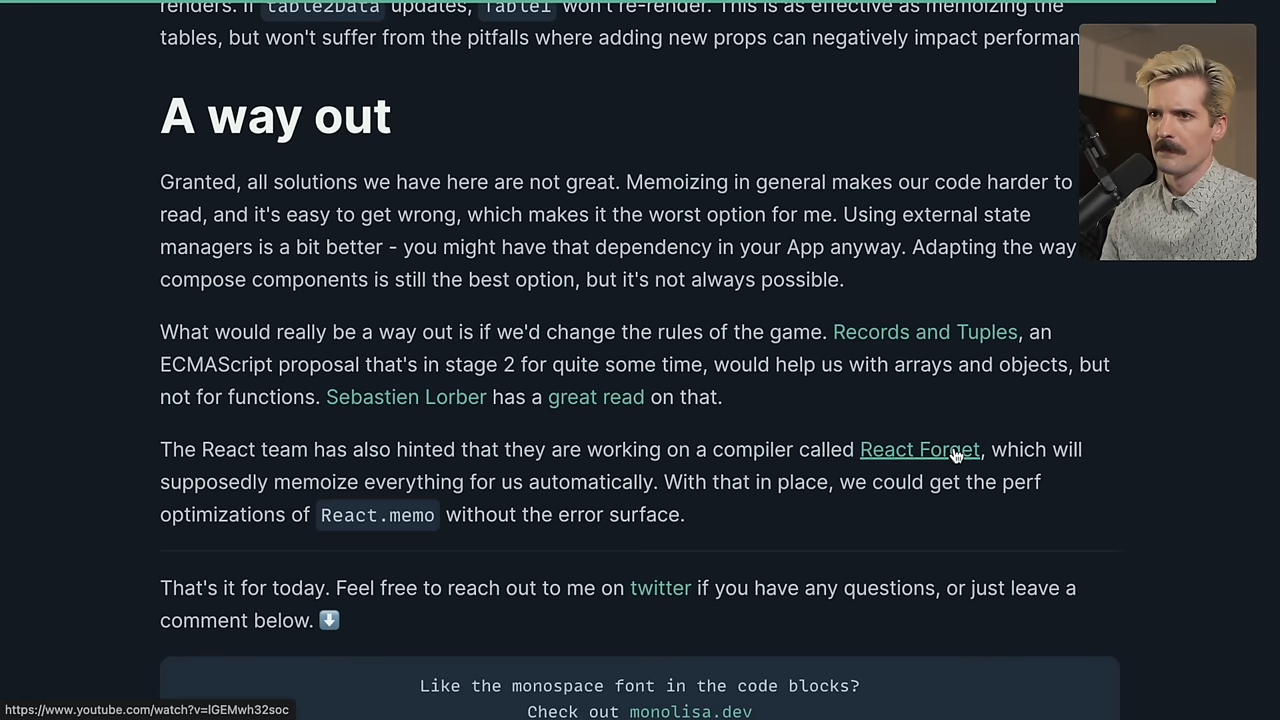 renders. If table2Data updates, Table1 won't re-render. This is as effective as memoizing the
tables, but won't suffer from the pitfalls where adding new props can negatively impact performan
A way out
Granted, all solutions we have here are not great. Memoizing in general makes our code harder to
read, and it's easy to get wrong, which makes it the worst option for me. Using external state
managers is a bit better - you might have that dependency in your App anyway. Adapting the way
compose components is still the best option, but it's not always possible.
What would really be a way out is if we'd change the rules of the game. Records and Tuples, an
ECMAScript proposal that's in stage 2 for quite some time, would help us with arrays and objects, but
not for functions. Sebastien Lorber has a great read on that.
The React team has also hinted that they are working on a compiler called React Forget, which will
supposedly memoize everything for us automatically. With that in place, we could get the perf
optimizations of React.memo without the error surface.
That's it for today. Feel free to reach out to me on twitter if you have any questions, or just leave a
comment below. ⬇️
Like the monospace font in the code blocks?
Check out monolisa.dev
https://www.youtube.com/watch?v=lGEMwh32soc